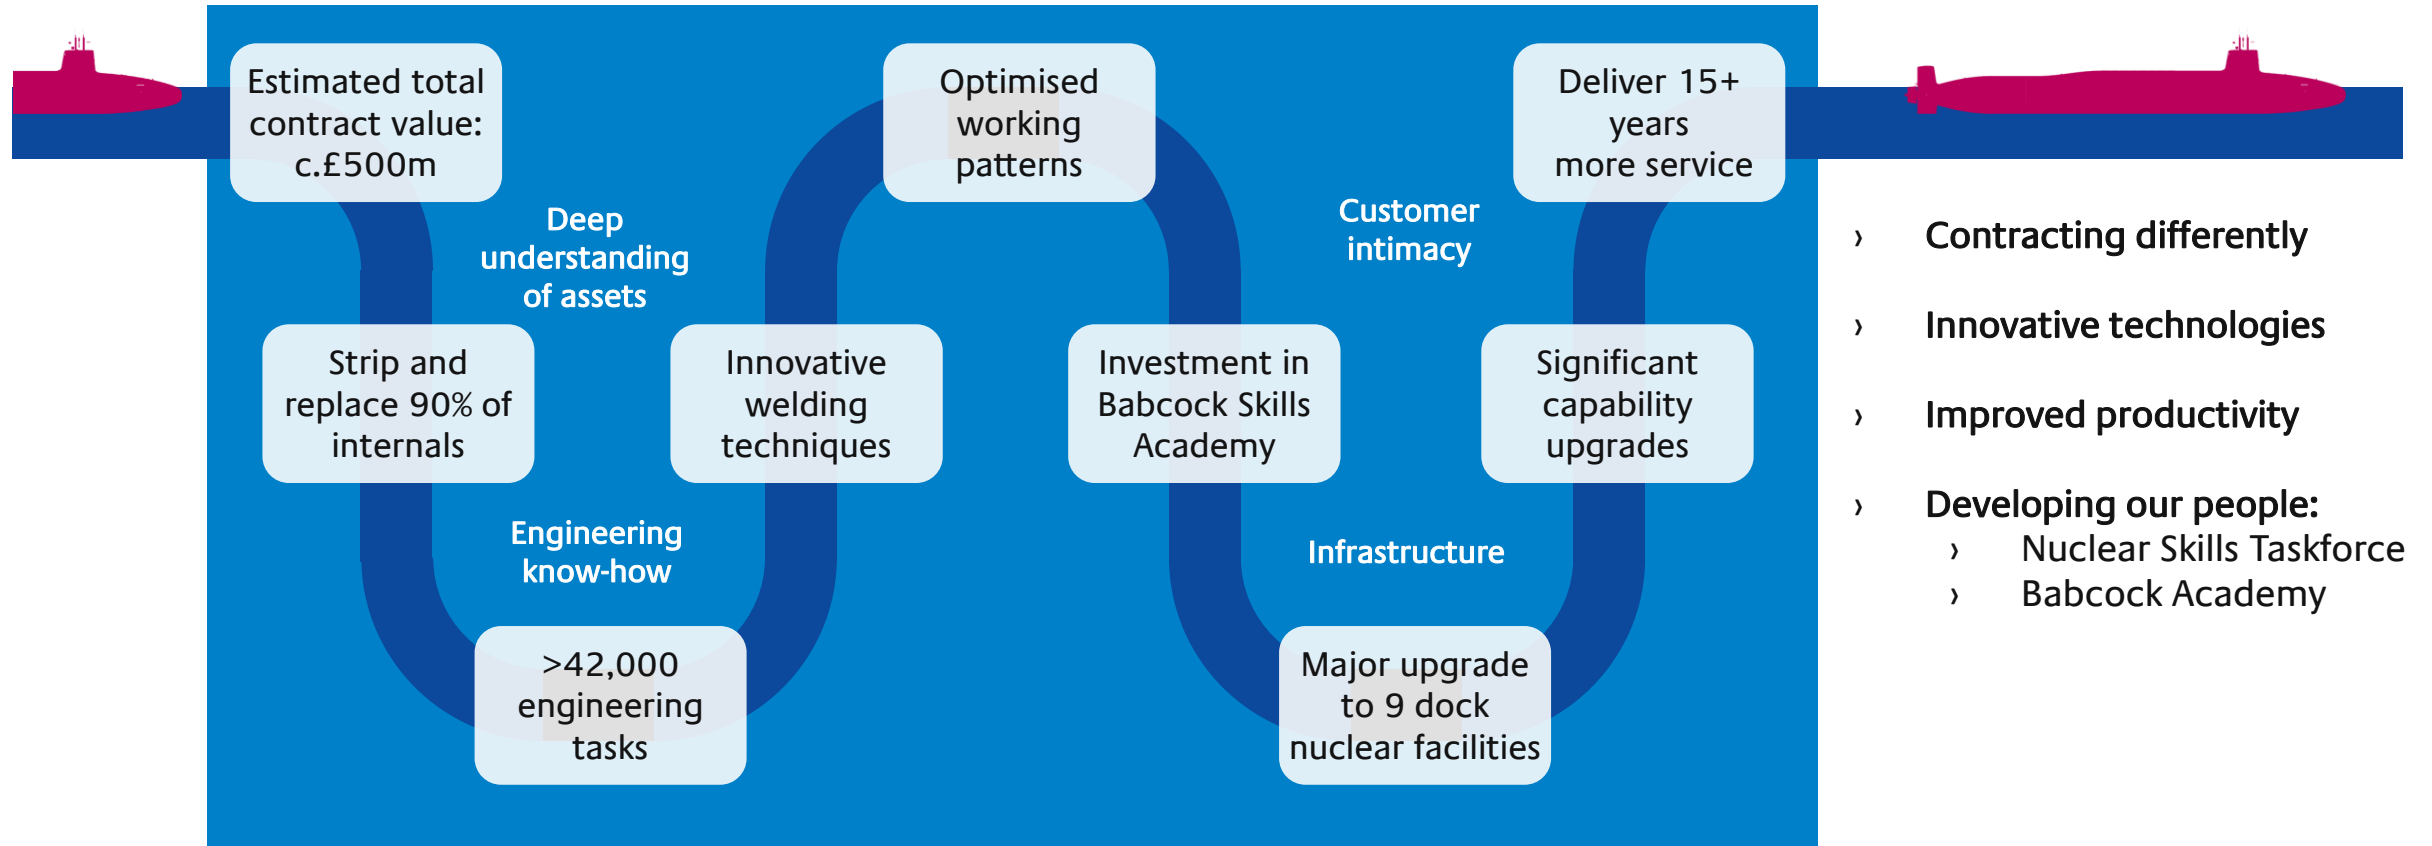 Estimated total
contract value:
c.£500m
Deep
understanding
of assets
Strip and
replace 90% of
internals
Engineering
know-how
>42,000
engineering
tasks
Innovative
welding
techniques
Optimised
working
patterns
Investment in
Babcock Skills
Academy
Customer
intimacy
Infrastructure
Major upgrade
to 9 dock
nuclear facilities
Significant
capability
upgrades
Deliver 15+
years
more service
› Contracting differently
› Innovative technologies
› Improved productivity
› Developing our people:
› Nuclear Skills Taskforce
› Babcock Academy